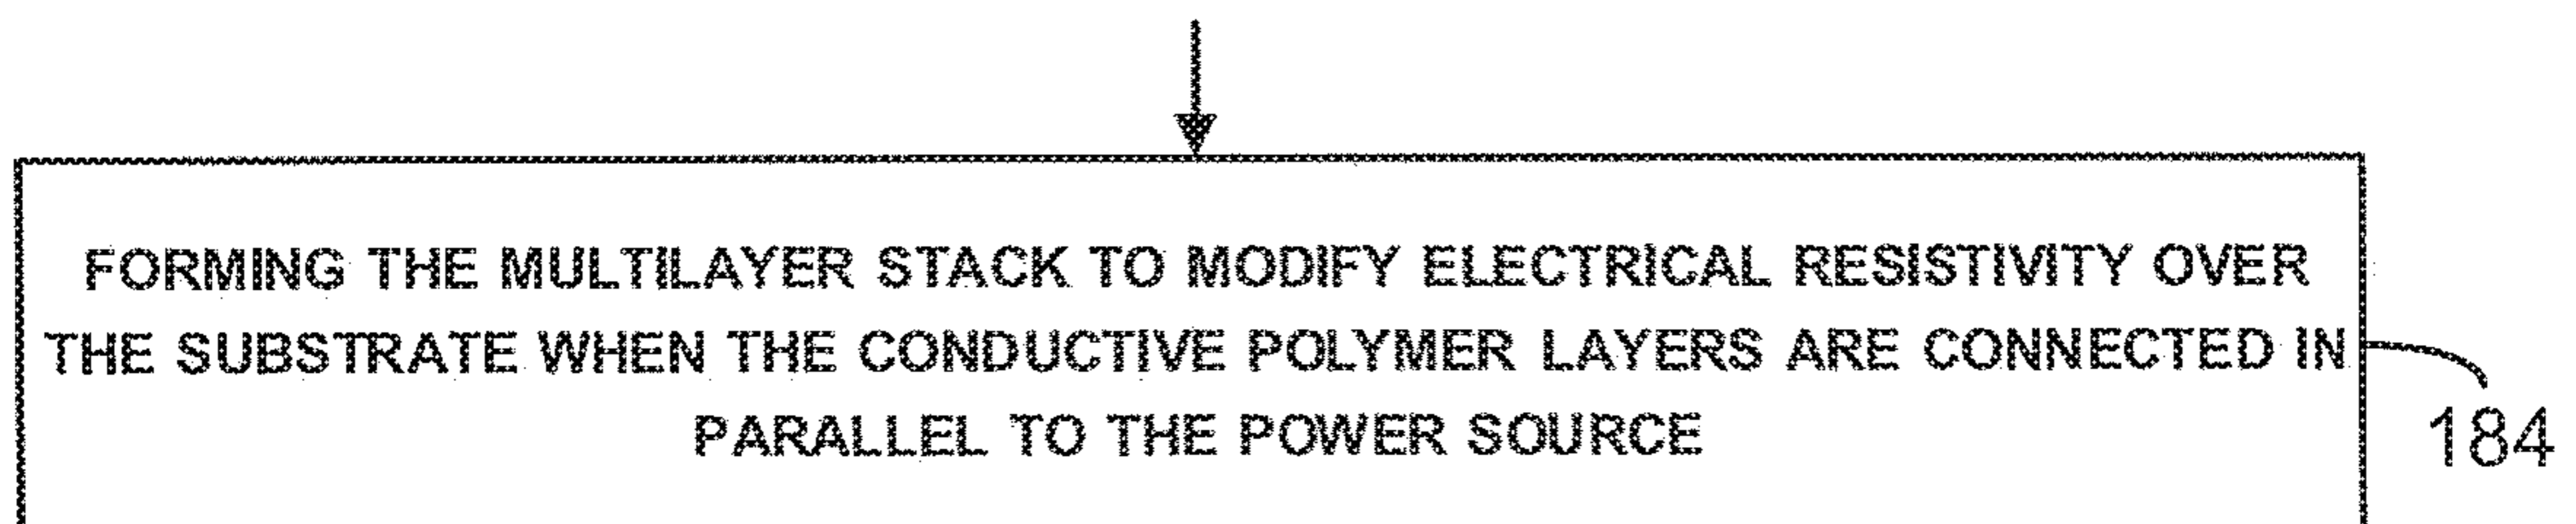 FORMING THE MULTILAYER STACK TO MODIFY ELECTRICAL RESISTIVITY OVER
THE SUBSTRATE WHEN THE CONDUCTIVE POLYMER LAYERS ARE CONNECTED IN
PARALLEL TO THE POWER SOURCE
184